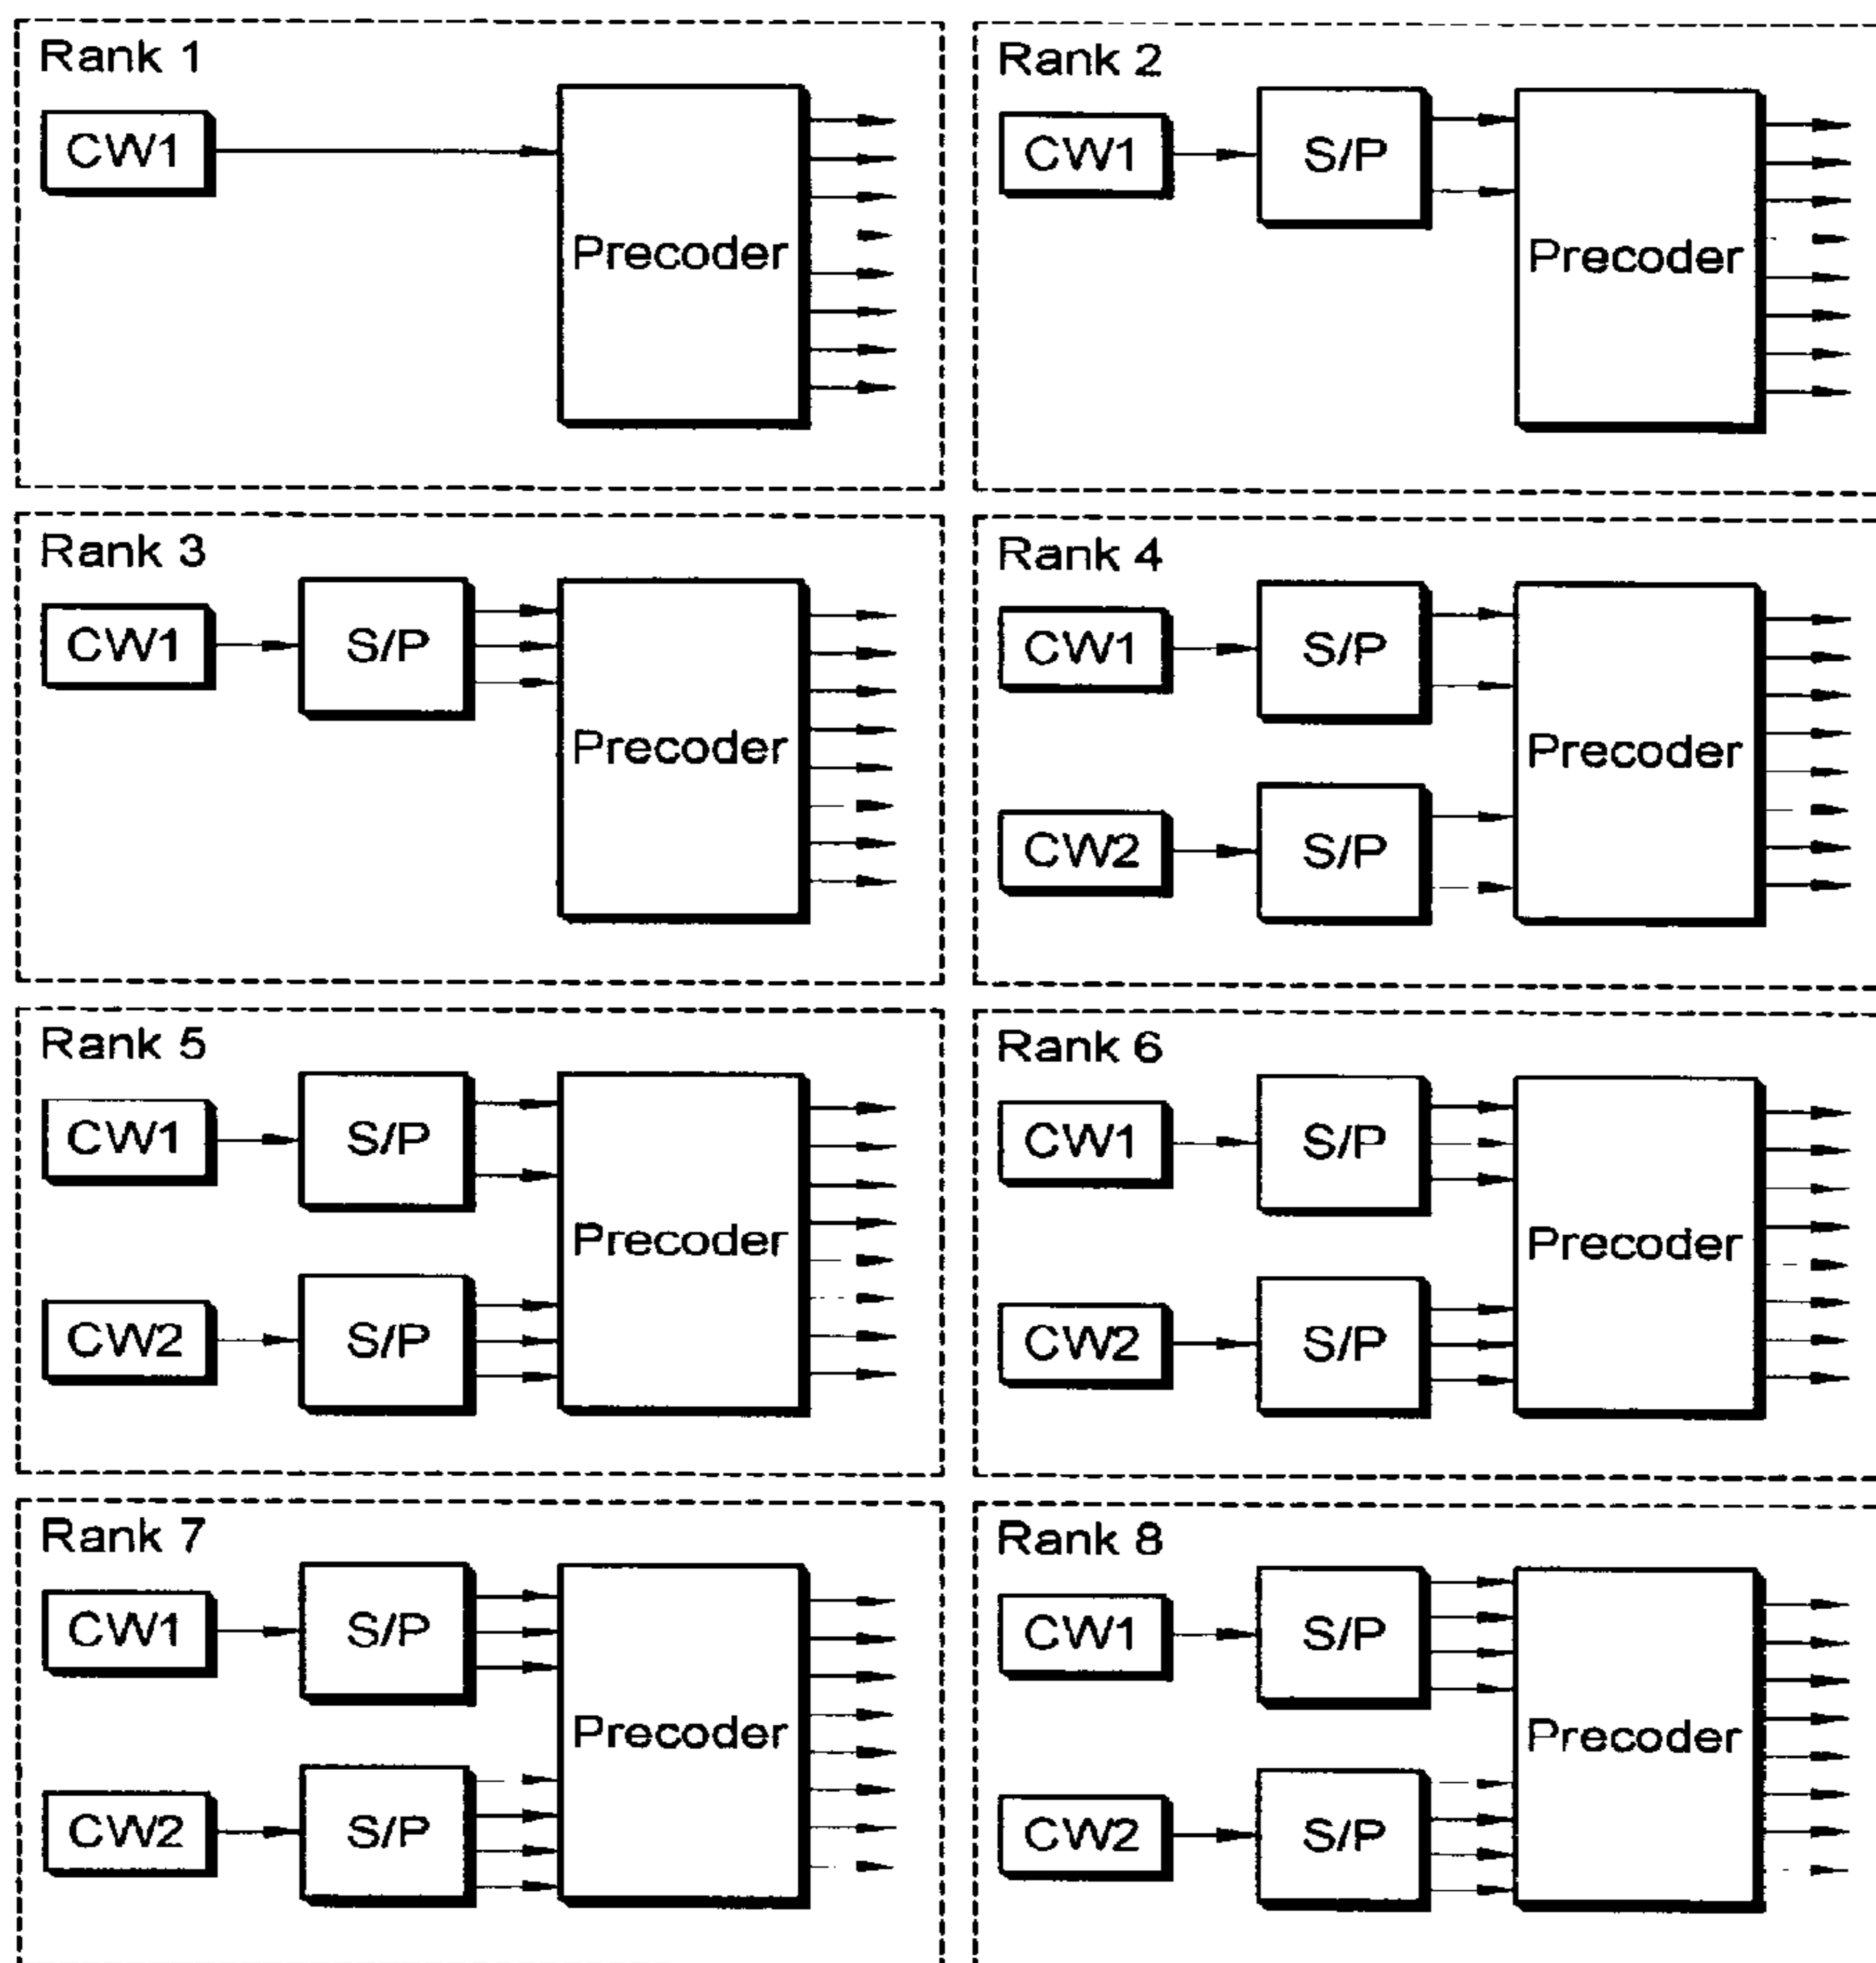 Rank 1
CW1
Precoder
Rank 2
CW1
S/P
Precoder
Rank 3
CW1
S/P
Precoder
Rank 4
CW1
S/P
Precoder
CW2
S/P
Rank 5
CW1
S/P
Precoder
CW2
S/P
Rank 6
CW1
S/P
Precoder
CW2
S/P
Rank 7
CW1
S/P
Precoder
CW2
S/P
Rank 8
CW1
S/P
Precoder
CW2
S/P